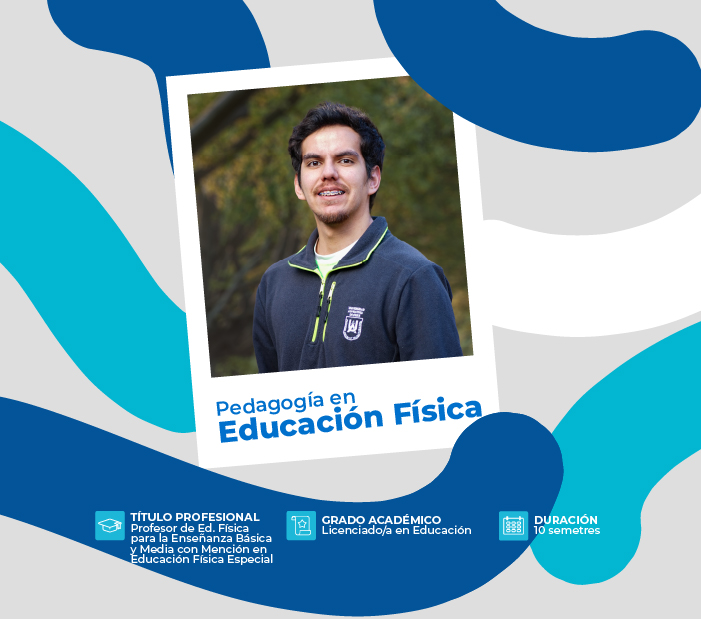 Pedagogía en
Educación Física
TÍTULO PROFESIONAL
Profesor de Ed. Física
para la Enseñanza Básica
y Media con Mención en
Educación Física Especial
GRADO ACADÉMICO
Licenciado/a en Educación
DURACIÓN
10 semetres